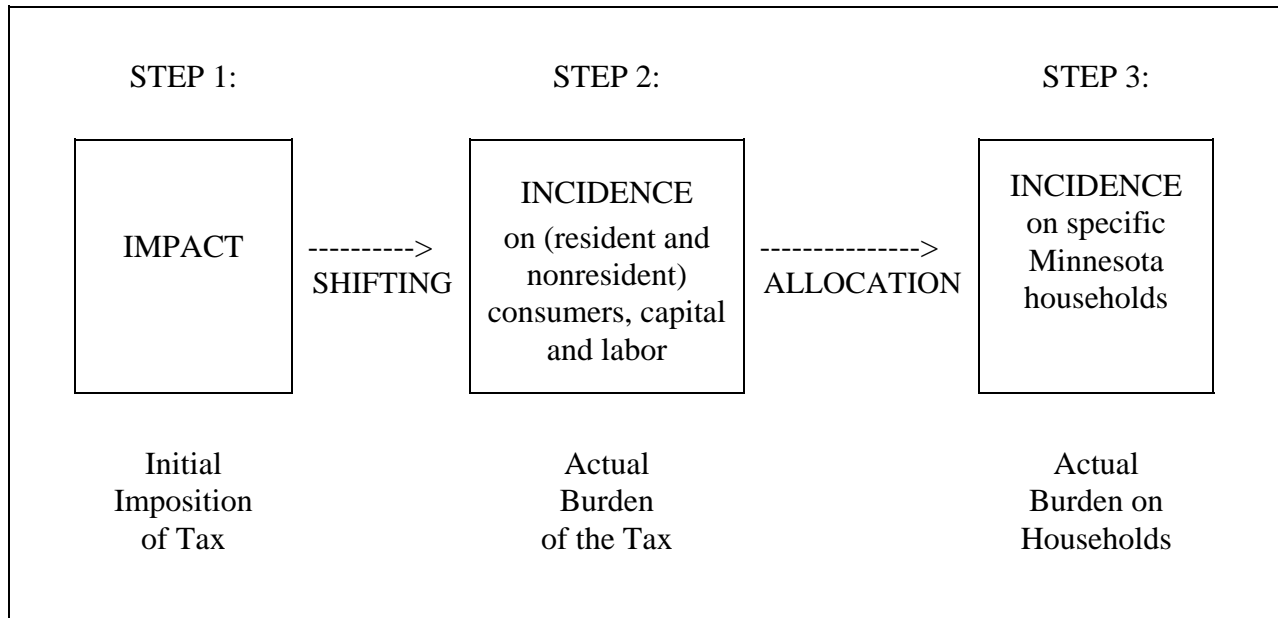 STEP 1:
STEP 2:
STEP 3:
IMPACT
---------->
SHIFTING
INCIDENCE
on (resident and
nonresident)
consumers, capital
and labor
--------------->
ALLOCATION
INCIDENCE
on specific
Minnesota
households
Initial
Imposition
of Tax
Actual
Burden
of the Tax
Actual
Burden on
Households